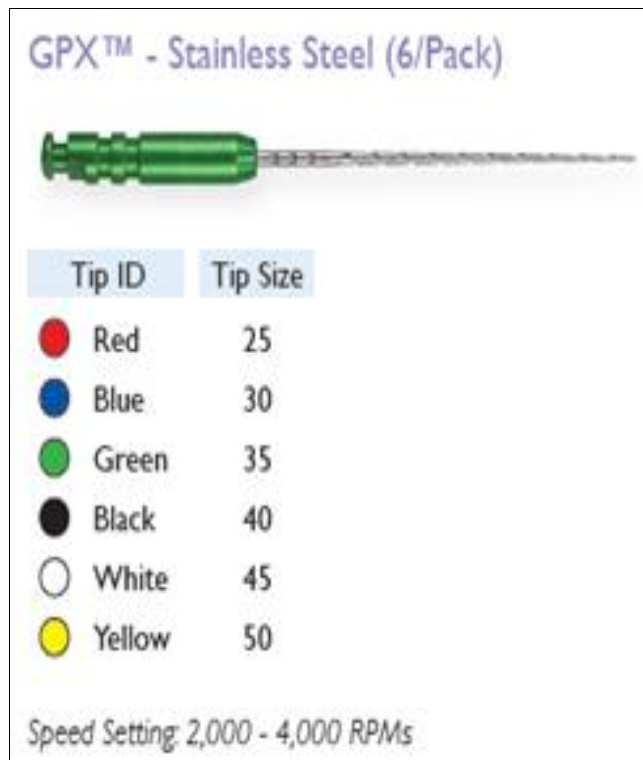 GPX™ - Stainless Steel (6/Pack)
Tip ID Tip Size
Red 25
Blue 30
Green 35
Black 40
White 45
Yellow 50
Speed Setting: 2,000 - 4,000 RPMs